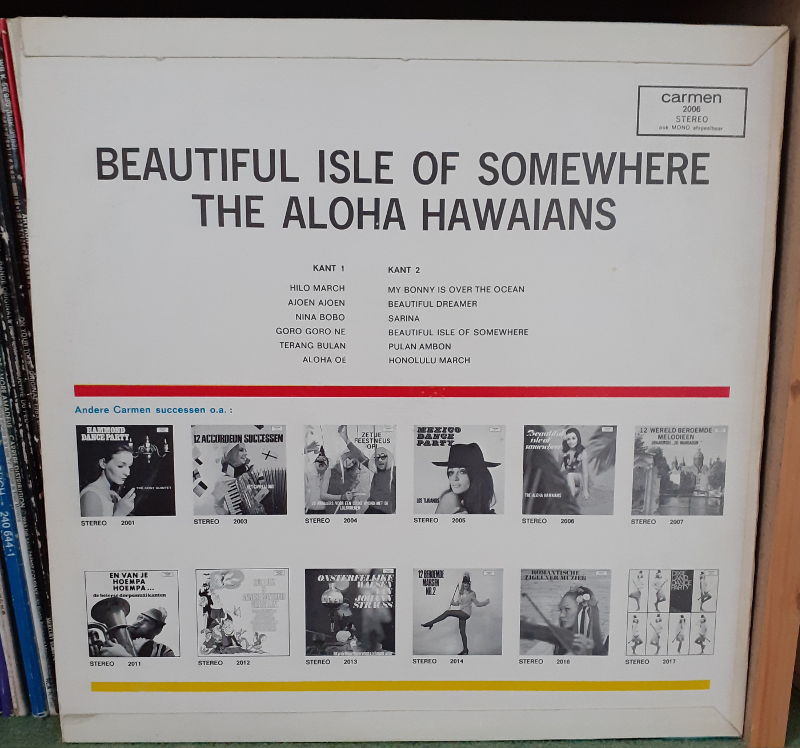 carmen
2006
STEREO
ook MONO afspeelbaar
BEAUTIFUL ISLE OF SOMEWHERE
THE ALOHA HAWAIANS
KANT 1
HILO MARCH
AJOEN AJOEN
NINA BOBO
GORO GORO NE
TERANG BULAN
ALOHA OE
KANT 2
MY BONNY IS OVER THE OCEAN
BEAUTIFUL DREAMER
SARINA
BEAUTIFUL ISLE OF SOMEWHERE
PULAN AMBON
HONOLULU MARCH
Andere Carmen successen o.a. :
HAMMOND
DANCE PARTY
STEREO 2001
12 ACCORDEON SUCCESSEN
STEREO 2003
ZET JE
FEESTNEUS
OP!
STEREO 2004
MEXICO
DANCE
PARTY
LOS TIJUANOS
STEREO 2005
Beautiful
isle of
somewhere
THE ALOHA HAWAIIANS
STEREO 2006
12 WERELD BEROEMDE
MELODIEEN
STEREO 2007
EN VAN JE
HOEMPA
HOEMPA...
STEREO 2011
STEREO 2012
ONSTERFELIJKE
WALSEN
VAN
JOHANN
STRAUSS
STEREO 2013
12 BEROEMDE
MARSEN
NO.2
STEREO 2014
ROMANTISCHE
ZIGEUNER MUZIEK
STEREO 2016
STEREO 2017
240 644-1